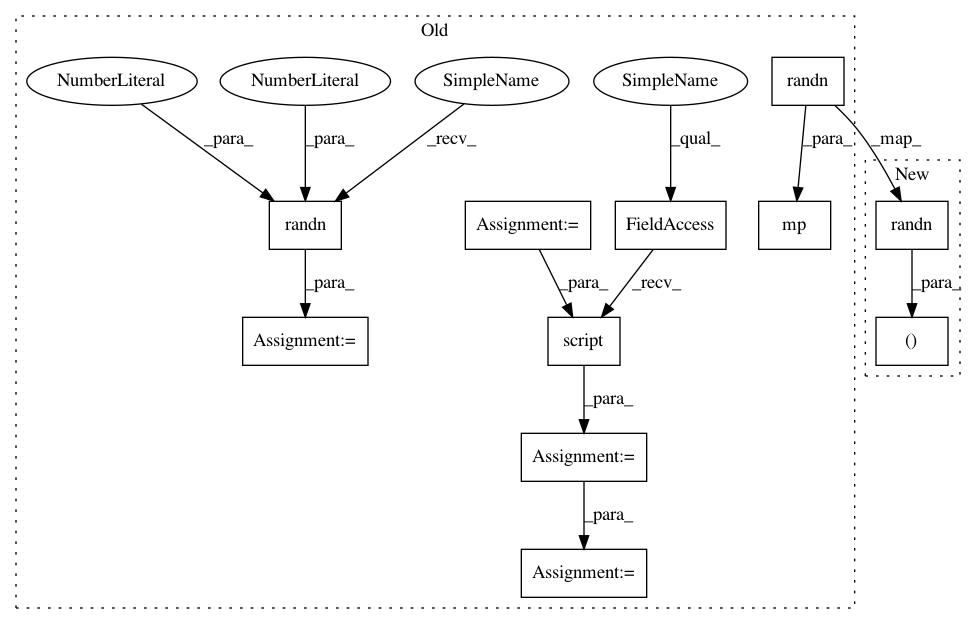 Old
NumberLiteral
NumberLiteral
SimpleName
SimpleName
randn
_para_
_para_
_recv_
_qual_
_para_
_map_
New
randn
Assignment:=
FieldAccess
mp
randn
_para_
_para_
_recv_
_para_
Assignment:=
script
()
_para_
Assignment:=
_para_
Assignment:=